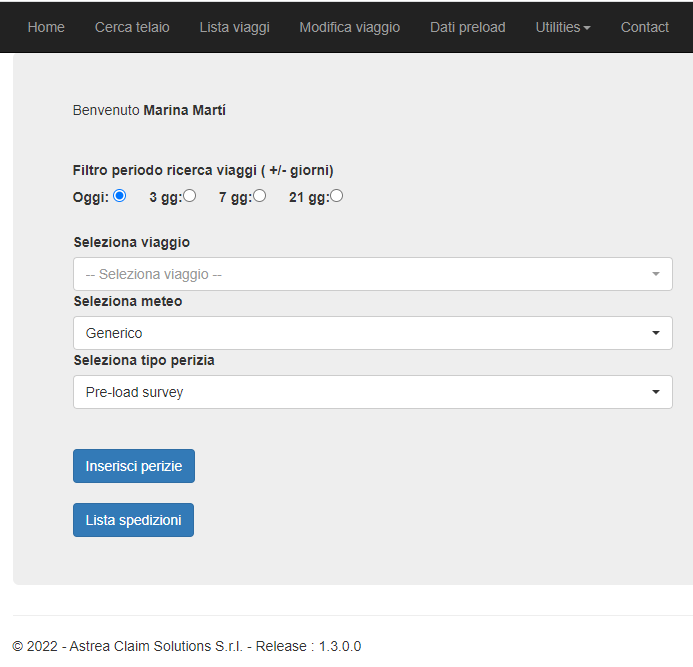 Home Cerca telaio Lista viaggi Modifica viaggio Dati preload Utilities Contact
Benvenuto Marina Martí
Filtro periodo ricerca viaggi ( +/- giorni)
Oggi: 3 gg: 7 gg: 21 gg:
Seleziona viaggio
-- Seleziona viaggio --
Seleziona meteo
Generico
Seleziona tipo perizia
Pre-load survey
Inserisci perizie
Lista spedizioni
© 2022 - Astrea Claim Solutions S.r.l. - Release : 1.3.0.0